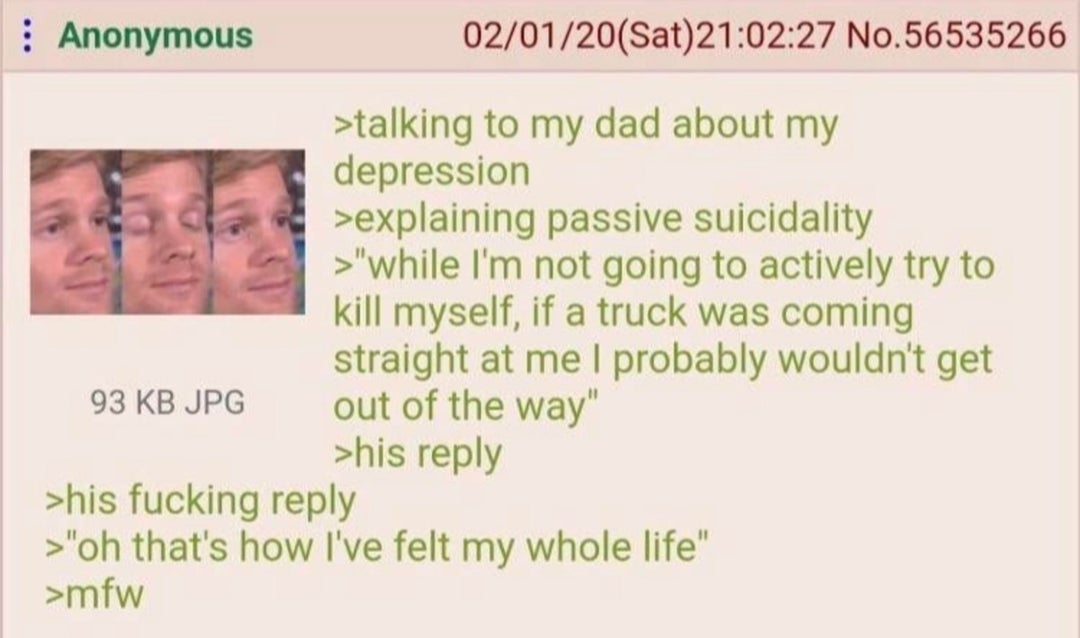 Anonymous 02/01/20(Sat)21:02:27 No.56535266
>talking to my dad about my
depression
>explaining passive suicidality
>"while I'm not going to actively try to
kill myself, if a truck was coming
straight at me I probably wouldn't get
out of the way"
93 KB JPG
>his reply
>his fucking reply
>"oh that's how I've felt my whole life"
>mfw